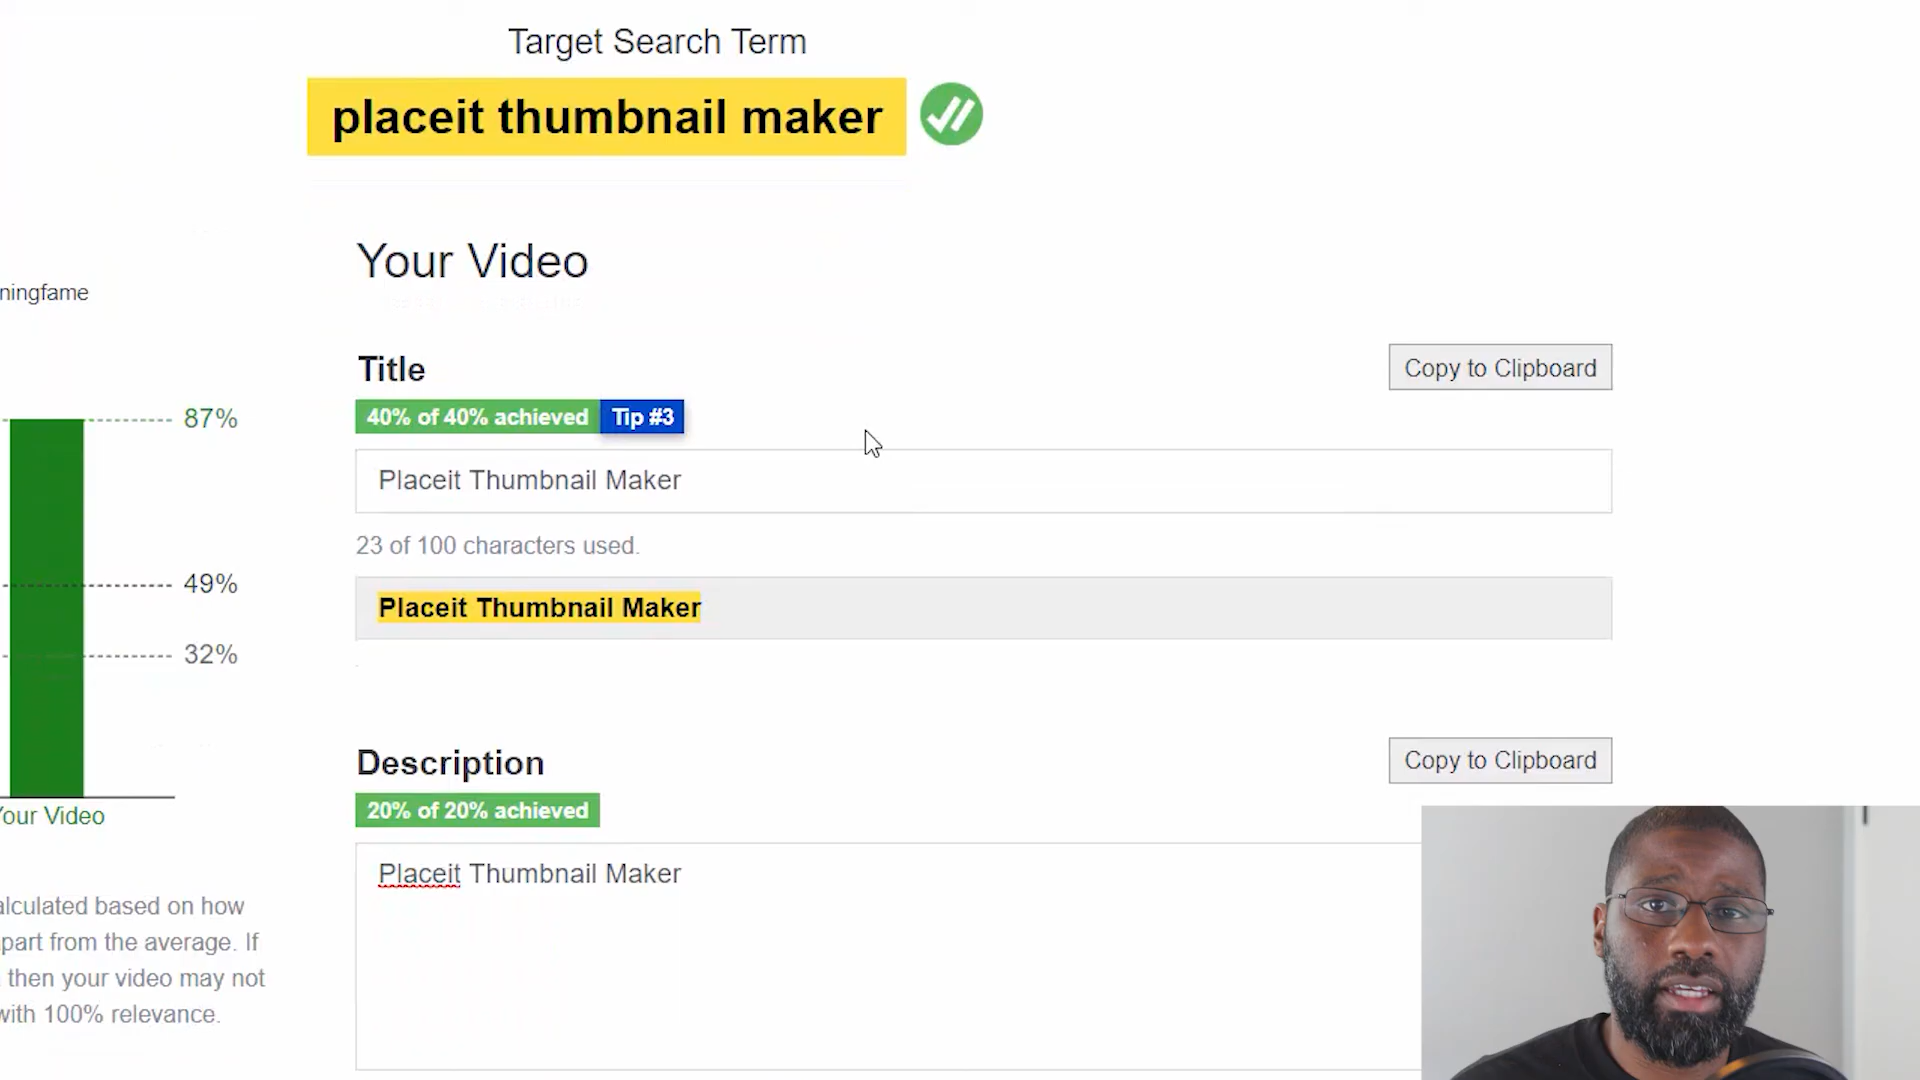 Target Search Term
placeit thumbnail maker
Your Video
ningfame
Title
Copy to Clipboard
40% of 40% achieved
Tip #3
87%
Placeit Thumbnail Maker
23 of 100 characters used.
49%
Placeit Thumbnail Maker
32%
Description
Copy to Clipboard
20% of 20% achieved
Your Video
Placeit Thumbnail Maker
alculated based on how
part from the average. If
then your video may not
with 100% relevance.